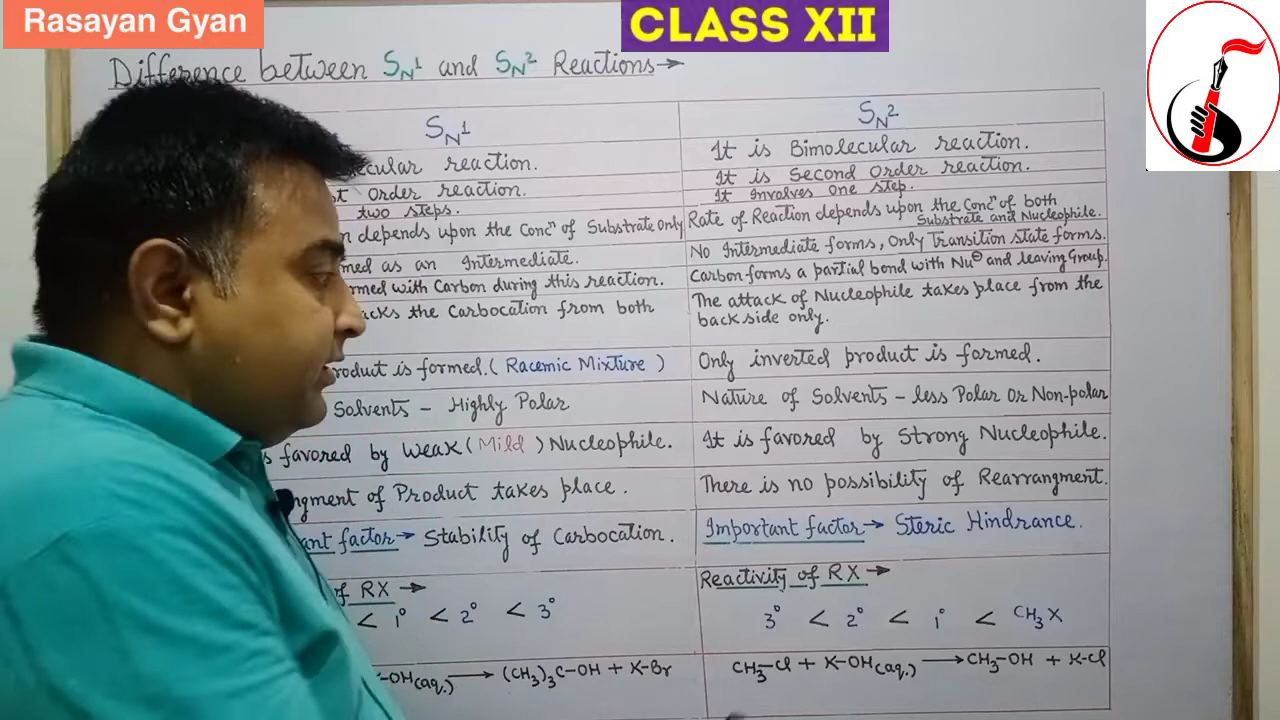 Rasayan Gyan
CLASS XII
Difference between SN1 and SN2 Reactions→
SN1
SN2
ecular reaction.
It is Bimolecular reaction.
Order reaction.
It is Second Order reaction.
two steps.
It Involves one step.
depends upon the Concn of Substrate only
Rate of Reaction depends upon the Concn of both
Substrate and Nucleophile.
med as an Intermediate.
No Intermediate forms, Only Transition state forms.
rmed with Carbon during this reaction.
Carbon forms a partial bond with Nu⊖ and leaving Group.
acks the Carbocation from both
The attack of Nucleophile takes place from the
back side only.
roduct is formed. ( Racemic Mixture )
Only inverted product is formed.
Solvents - Highly Polar
Nature of Solvents - less Polar or Non-polar
s favored by Weak (Mild) Nucleophile.
It is favored by Strong Nucleophile.
ngment of Product takes place.
There is no possibility of Rearrangment.
ant factor→ Stability of Carbocation.
Important factor→ Steric Hindrance.
of RX →
Reactivity of RX →
< 1° < 2° < 3°
3° < 2° < 1° < CH3X
-OH(aq.) → (CH3)3C-OH + K-Br
CH3-Cl + K-OH(aq.) → CH3-OH + K-Cl